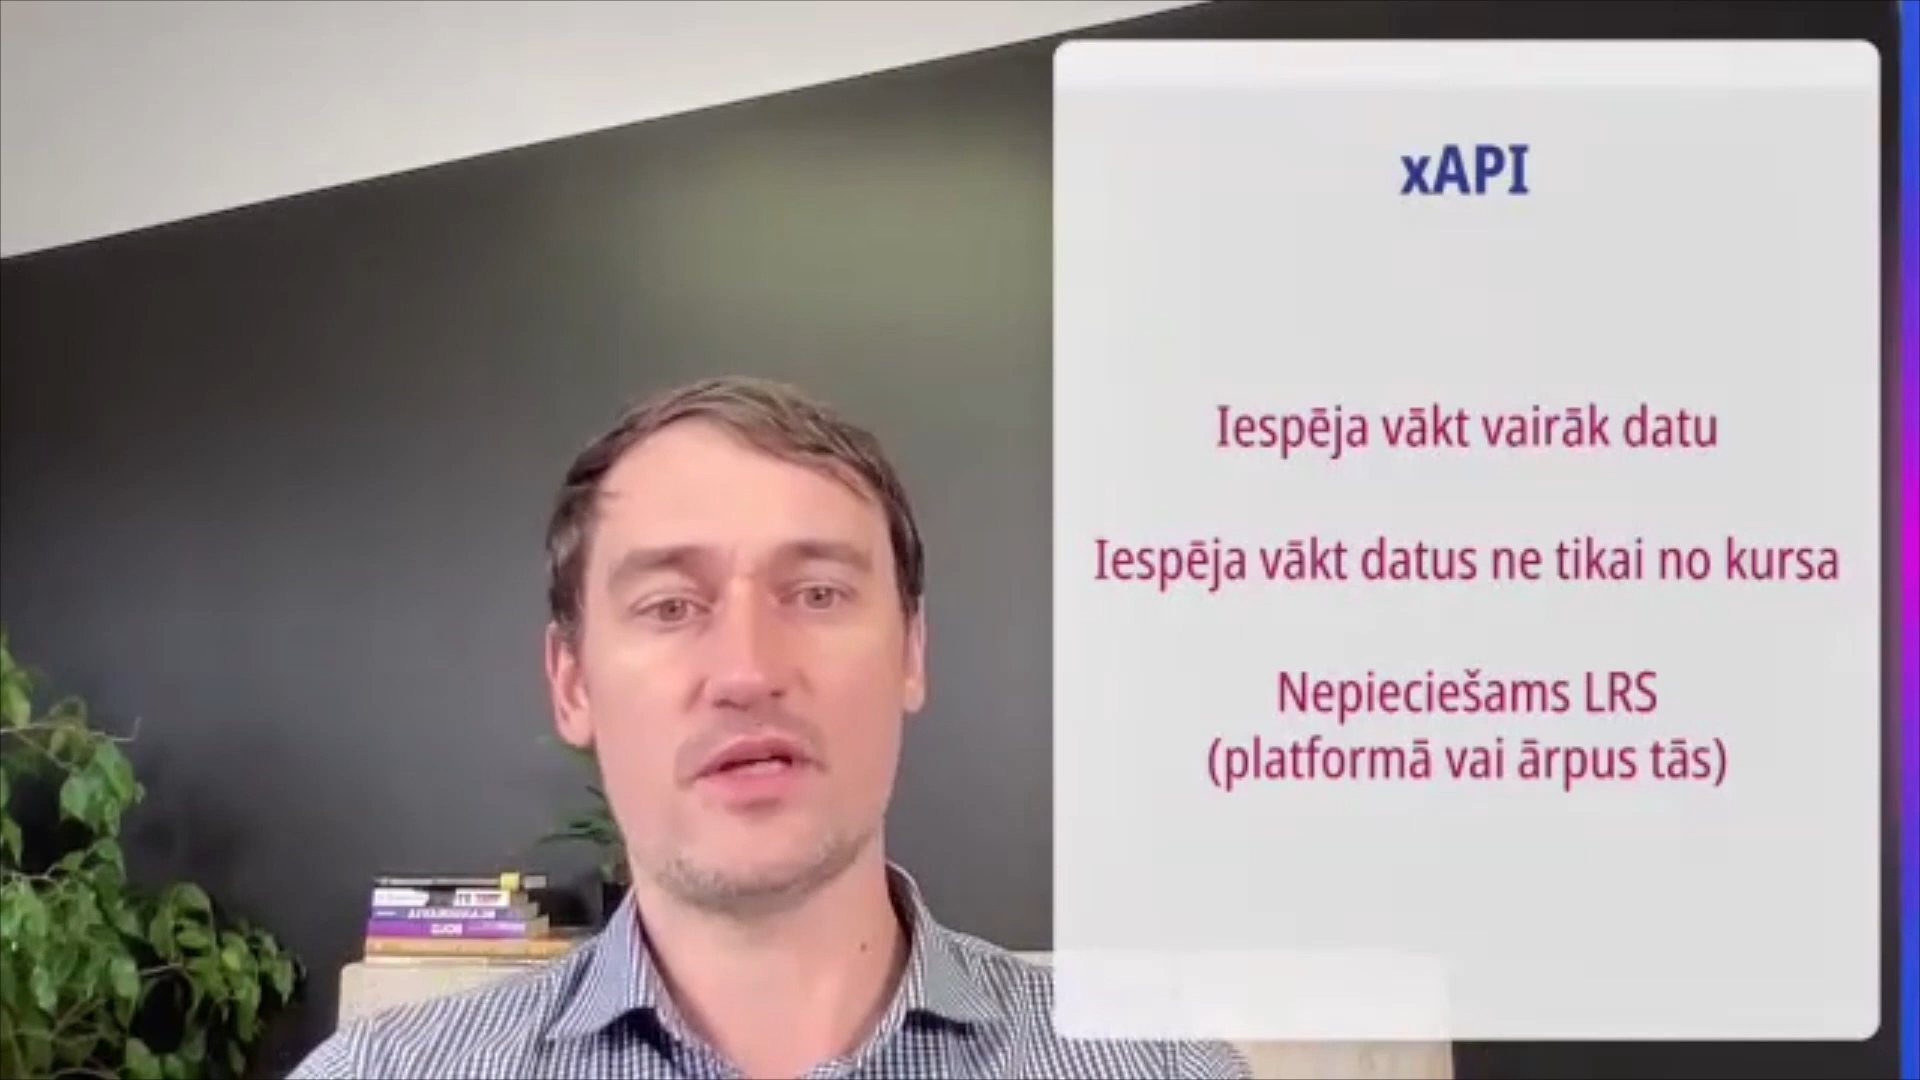 xAPI
Iespēja vākt vairāk datu
Iespēja vākt datus ne tikai no kursa
Nepieciešams LRS
(platformā vai ārpus tās)